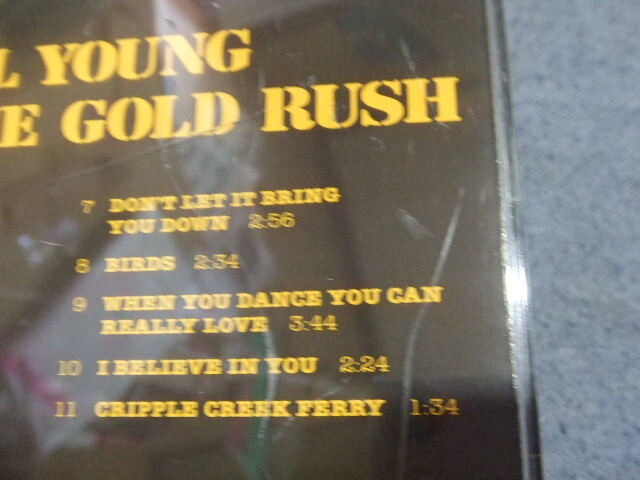 L YOUNG
E GOLD RUSH
7 DON'T LET IT BRING
YOU DOWN 2:56
8 BIRDS 2:34
9 WHEN YOU DANCE YOU CAN
REALLY LOVE 3:44
10 I BELIEVE IN YOU 2:24
11 CRIPPLE CREEK FERRY 1:34